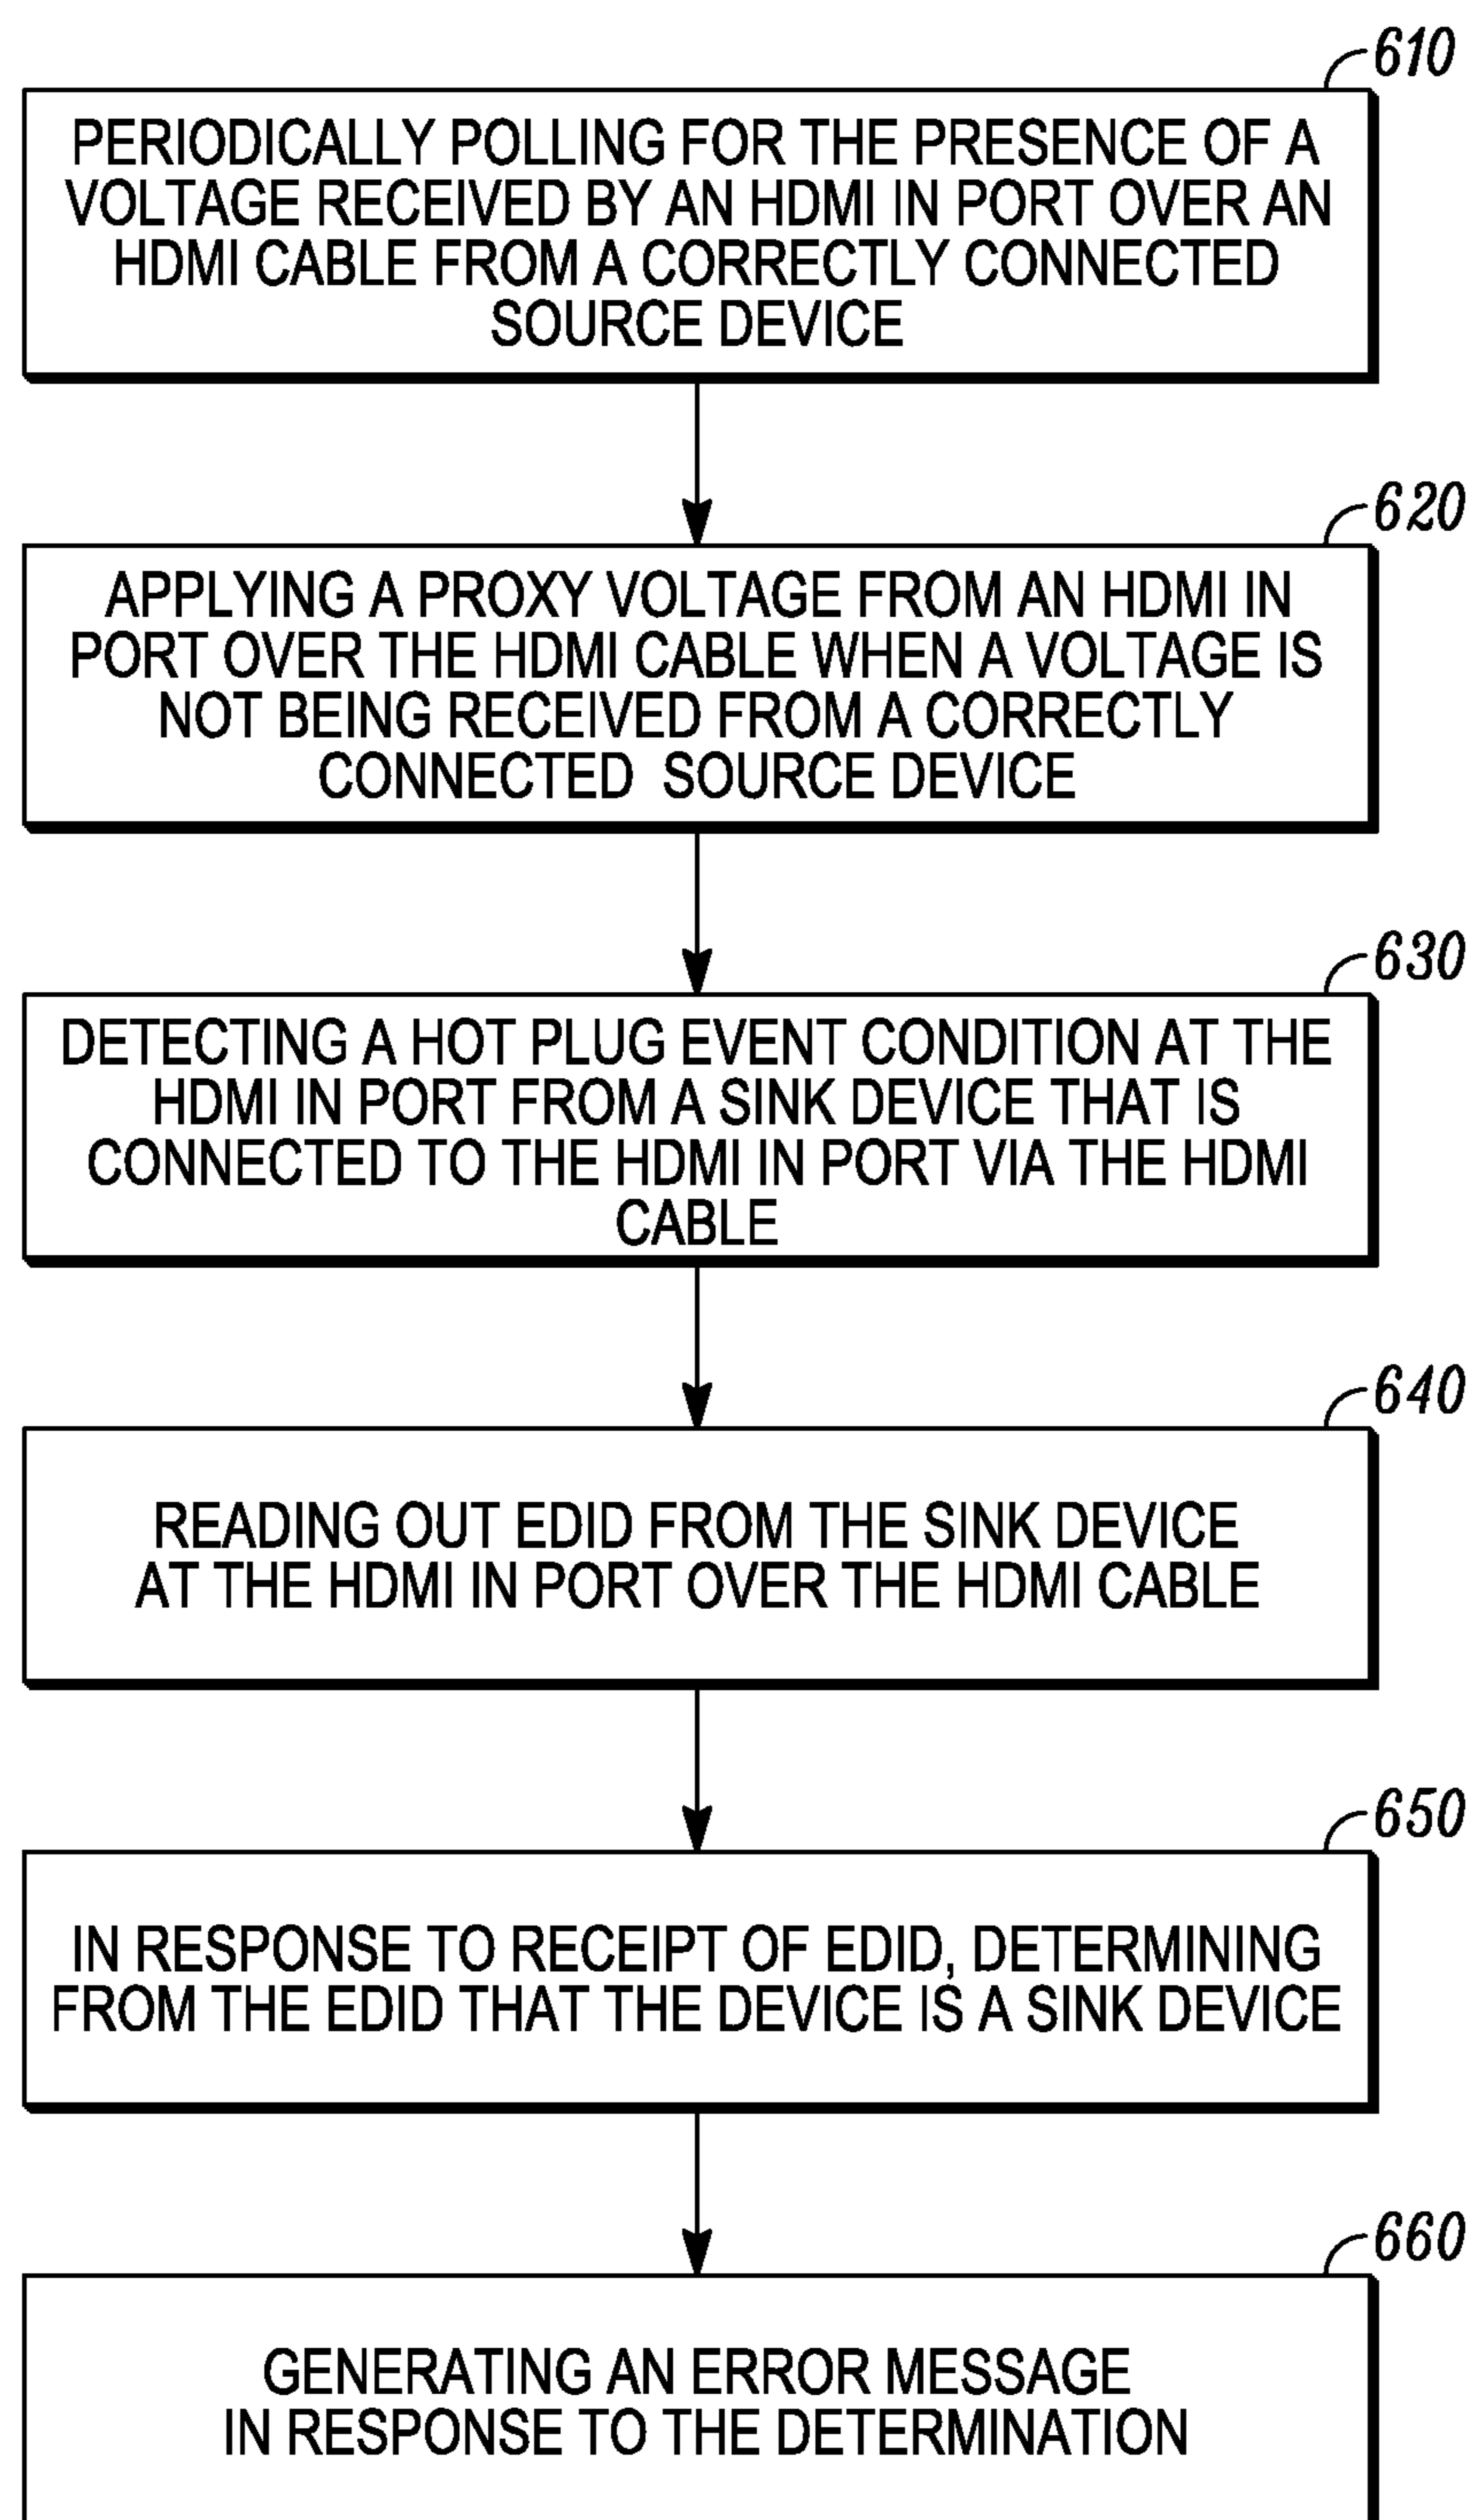 610
PERIODICALLY POLLING FOR THE PRESENCE OF A
VOLTAGE RECEIVED BY AN HDMI IN PORT OVER AN
HDMI CABLE FROM A CORRECTLY CONNECTED
SOURCE DEVICE
620
APPLYING A PROXY VOLTAGE FROM AN HDMI IN
PORT OVER THE HDMI CABLE WHEN A VOLTAGE IS
NOT BEING RECEIVED FROM A CORRECTLY
CONNECTED SOURCE DEVICE
630
DETECTING A HOT PLUG EVENT CONDITION AT THE
HDMI IN PORT FROM A SINK DEVICE THAT IS
CONNECTED TO THE HDMI IN PORT VIA THE HDMI
CABLE
640
READING OUT EDID FROM THE SINK DEVICE
AT THE HDMI IN PORT OVER THE HDMI CABLE
650
IN RESPONSE TO RECEIPT OF EDID, DETERMINING
FROM THE EDID THAT THE DEVICE IS A SINK DEVICE
660
GENERATING AN ERROR MESSAGE
IN RESPONSE TO THE DETERMINATION